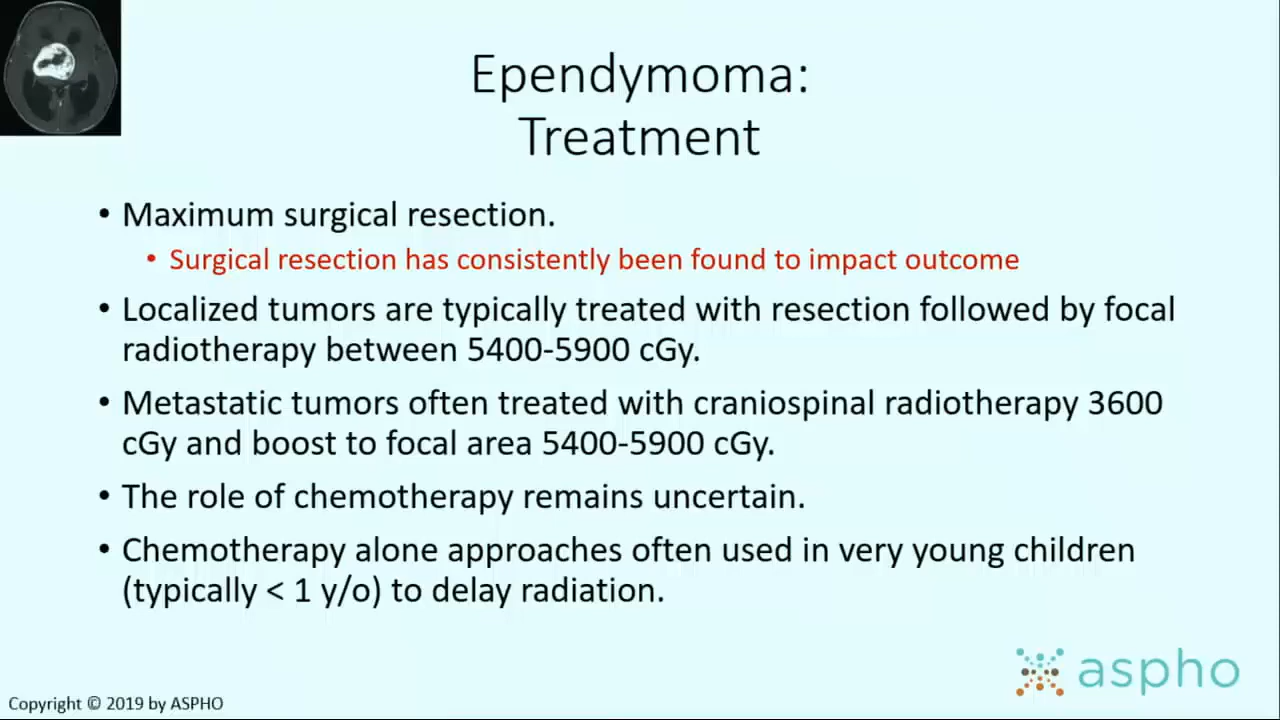 Ependymoma:
Treatment
• Maximum surgical resection.
• Surgical resection has consistently been found to impact outcome
• Localized tumors are typically treated with resection followed by focal
radiotherapy between 5400-5900 cGy.
• Metastatic tumors often treated with craniospinal radiotherapy 3600
cGy and boost to focal area 5400-5900 cGy.
• The role of chemotherapy remains uncertain.
• Chemotherapy alone approaches often used in very young children
(typically < 1 y/o) to delay radiation.
aspho
Copyright © 2019 by ASPHO